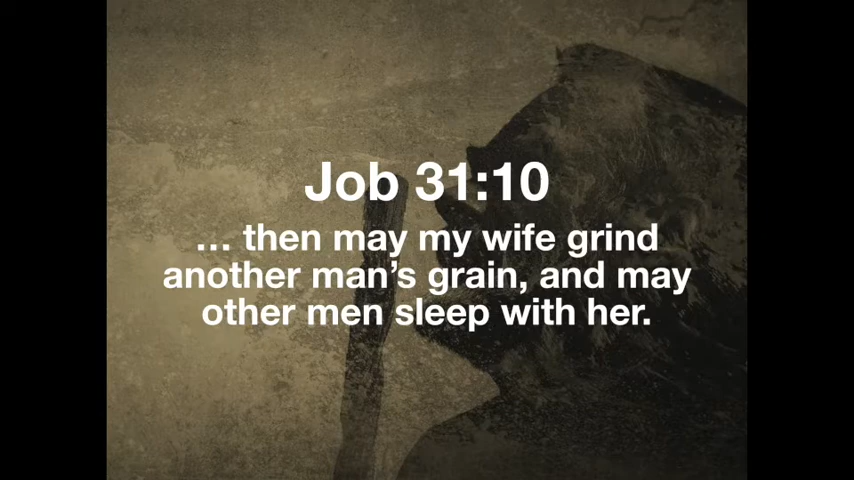 Job 31:10
… then may my wife grind
another man’s grain, and may
other men sleep with her.